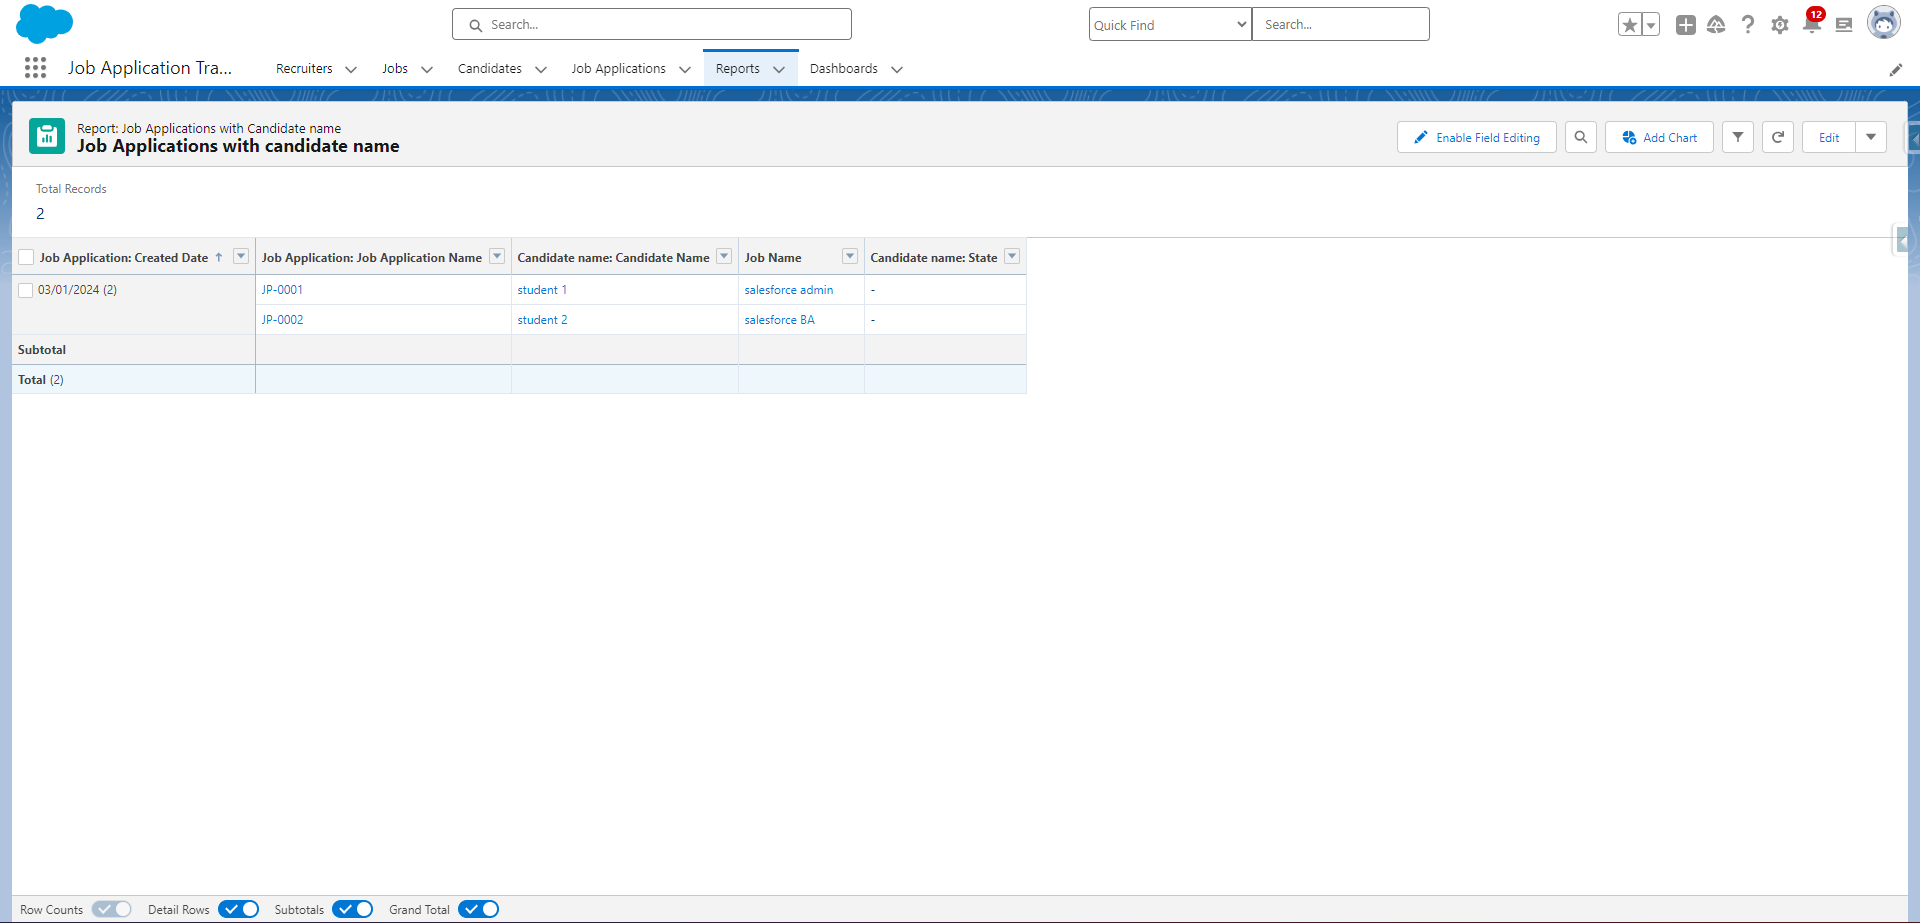 Search...
Quick Find
Search...
12
Job Application Tra...
Recruiters
Jobs
Candidates
Job Applications
Reports
Dashboards
Report: Job Applications with Candidate name
Job Applications with candidate name
Enable Field Editing
Add Chart
Edit
Total Records
2
Job Application: Created Date ↑
Job Application: Job Application Name
Candidate name: Candidate Name
Job Name
Candidate name: State
03/01/2024 (2)
JP-0001
student 1
salesforce admin
-
JP-0002
student 2
salesforce BA
-
Subtotal
Total (2)
Row Counts
Detail Rows
Subtotals
Grand Total